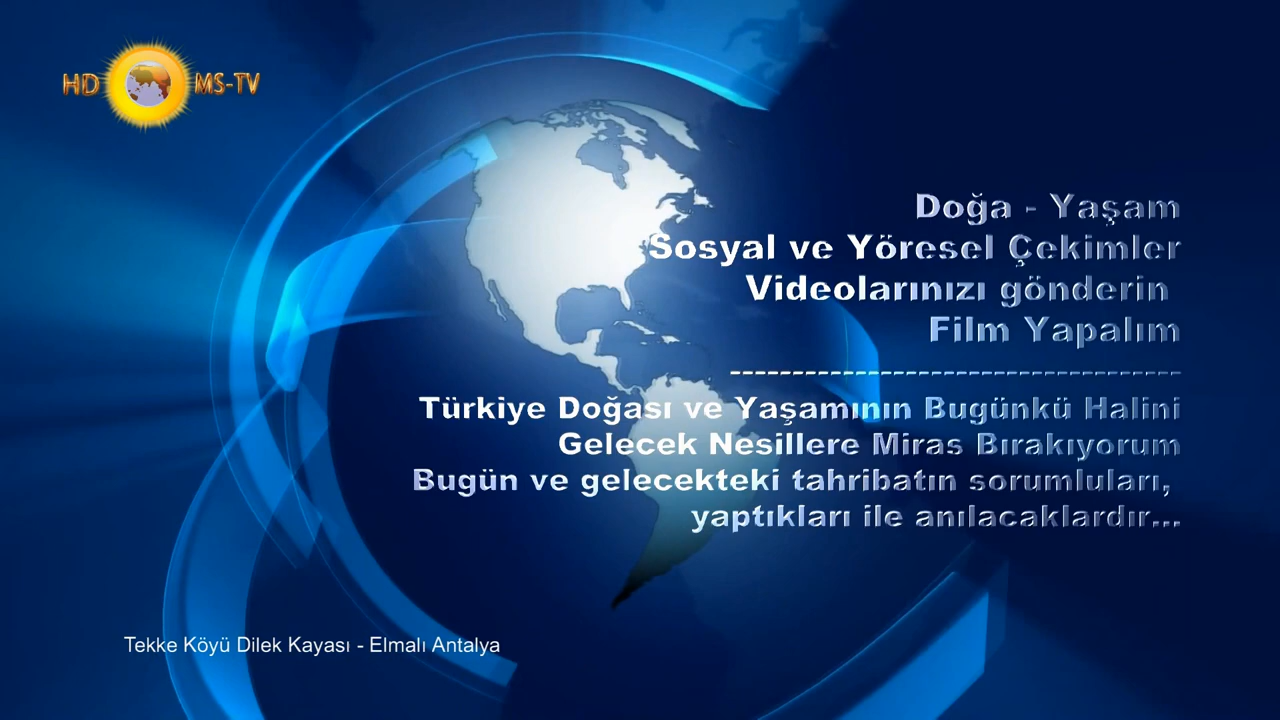 HD MS-TV
Doğa - Yaşam
Sosyal ve Yöresel Çekimler
Videolarınızı gönderin
Film Yapalım
------------------------------------
Türkiye Doğası ve Yaşamının Bugünkü Halini
Gelecek Nesillere Miras Bırakıyorum
Bugün ve gelecekteki tahribatın sorumluları,
yaptıkları ile anılacaklardır...
Tekke Köyü Dilek Kayası - Elmalı Antalya